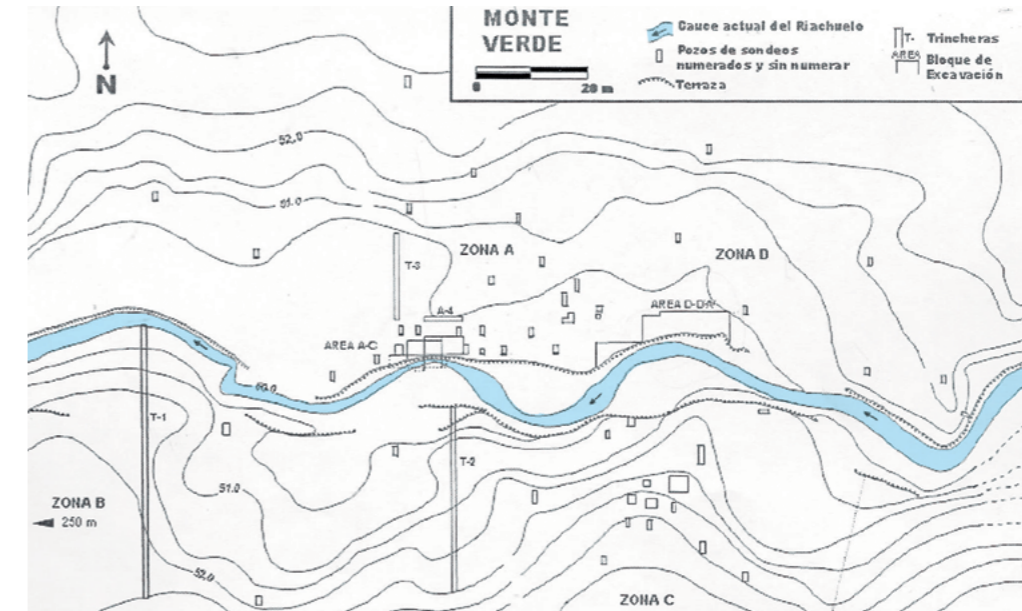 MONTE
VERDE
0 20 m
Cauce actual del Riachuelo
Pozos de sondeos
numerados y sin numerar
Terraza
T- Trincheras
AREA Bloque de
Excavación
N
52.0
51.0
ZONA A
ZONA D
T-3
A-4
AREA D-D-A
AREA A-C
60.0
T-1
T-2
51.0
ZONA B
250 m
52.0
ZONA C